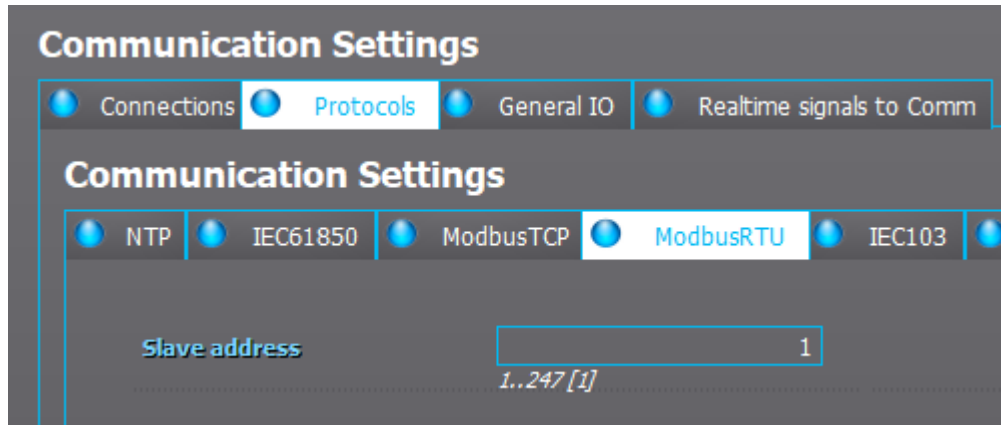 Communication Settings
Connections Protocols General IO Realtime signals to Comm
Communication Settings
NTP IEC61850 ModbusTCP ModbusRTU IEC103
Slave address 1
1..247 [1]